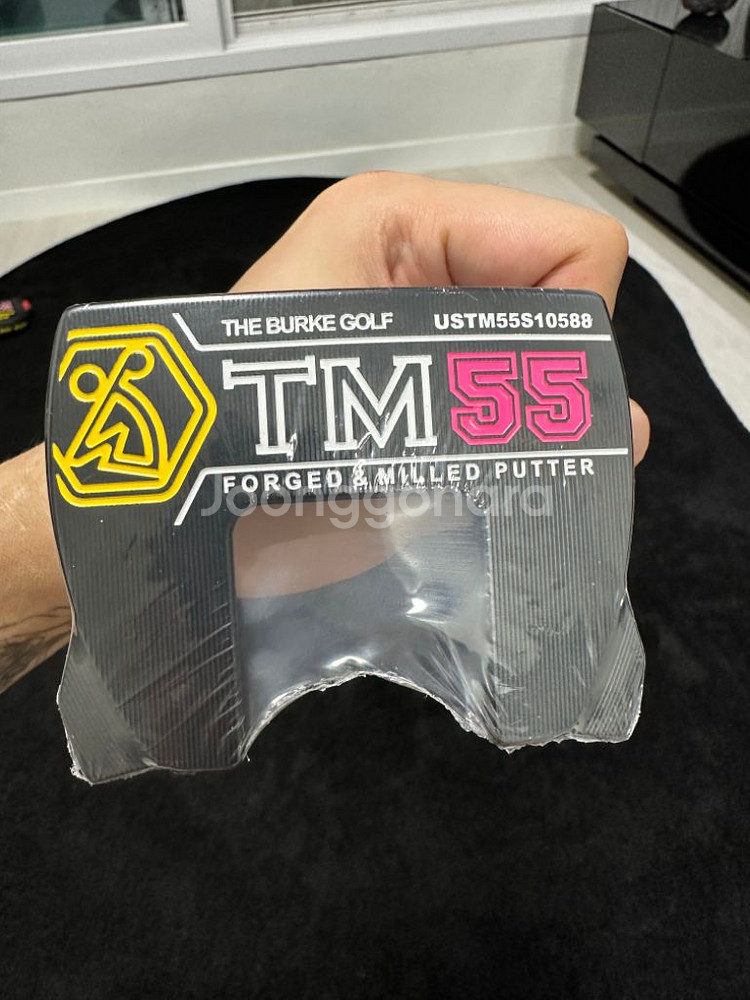 THE BURKE GOLF USTM55S10588
TM55
FORGED & MILLED PUTTER
Joonggonara